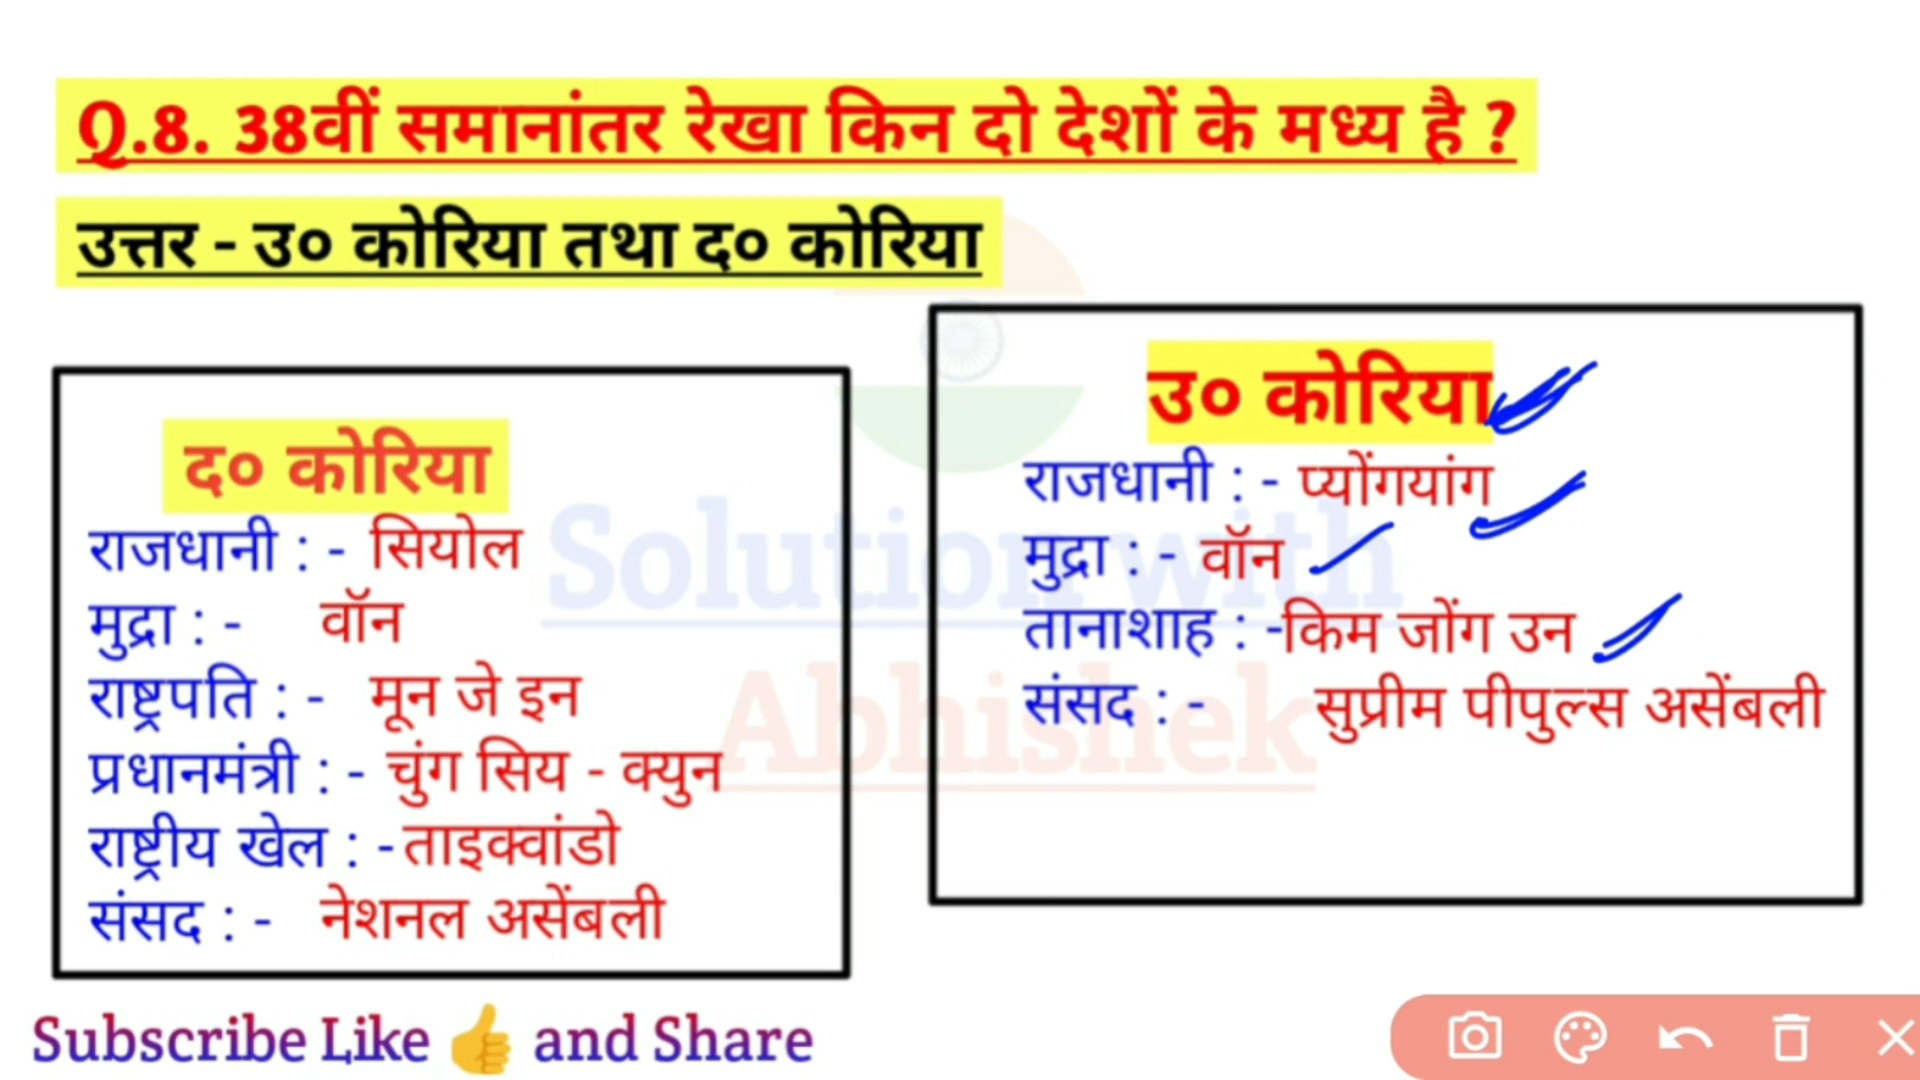 Q.8. 38वीं समानांतर रेखा किन दो देशों के मध्य है ?
उत्तर - उ० कोरिया तथा द० कोरिया
द० कोरिया
राजधानी : - सियोल
मुद्रा : - वॉन
राष्ट्रपति : - मून जे इन
प्रधानमंत्री : - चुंग सिय - क्युन
राष्ट्रीय खेल : - ताइक्वांडो
संसद : - नेशनल असेंबली
उ० कोरिया
राजधानी : - प्योंगयांग
मुद्रा : - वॉन
तानाशाह : - किम जोंग उन
संसद : - सुप्रीम पीपुल्स असेंबली
Solution with
Abhishek
Subscribe Like 👍 and Share